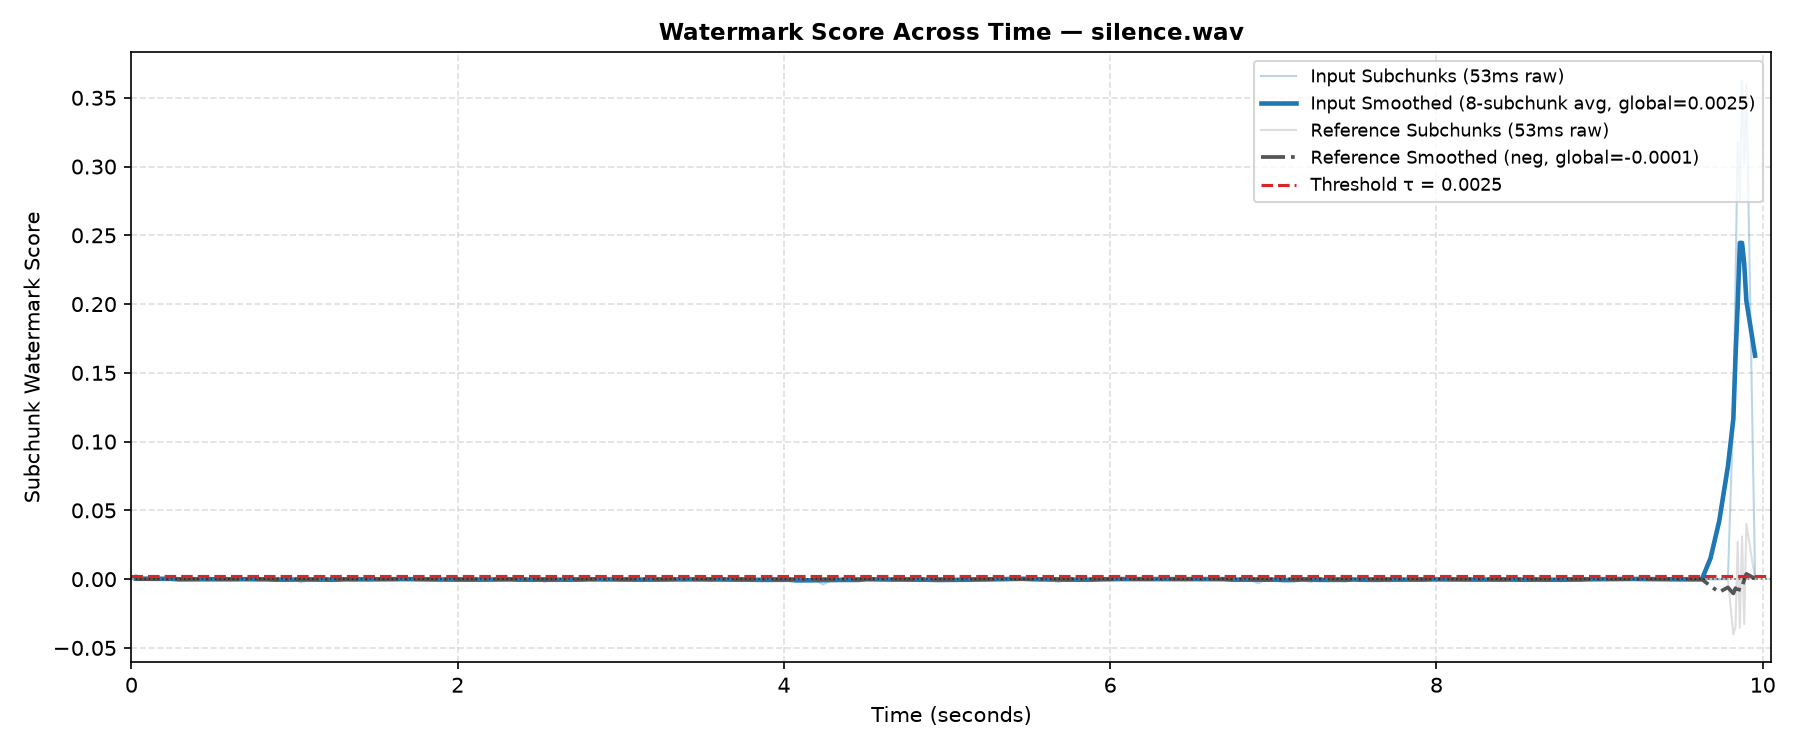 Watermark Score Across Time — silence.wav
Input Subchunks (53ms raw)
Input Smoothed (8-subchunk avg, global=0.0025)
Reference Subchunks (53ms raw)
Reference Smoothed (neg, global=-0.0001)
Threshold τ = 0.0025
Subchunk Watermark Score
0.35
0.30
0.25
0.20
0.15
0.10
0.05
0.00
−0.05
0 2 4 6 8 10
Time (seconds)